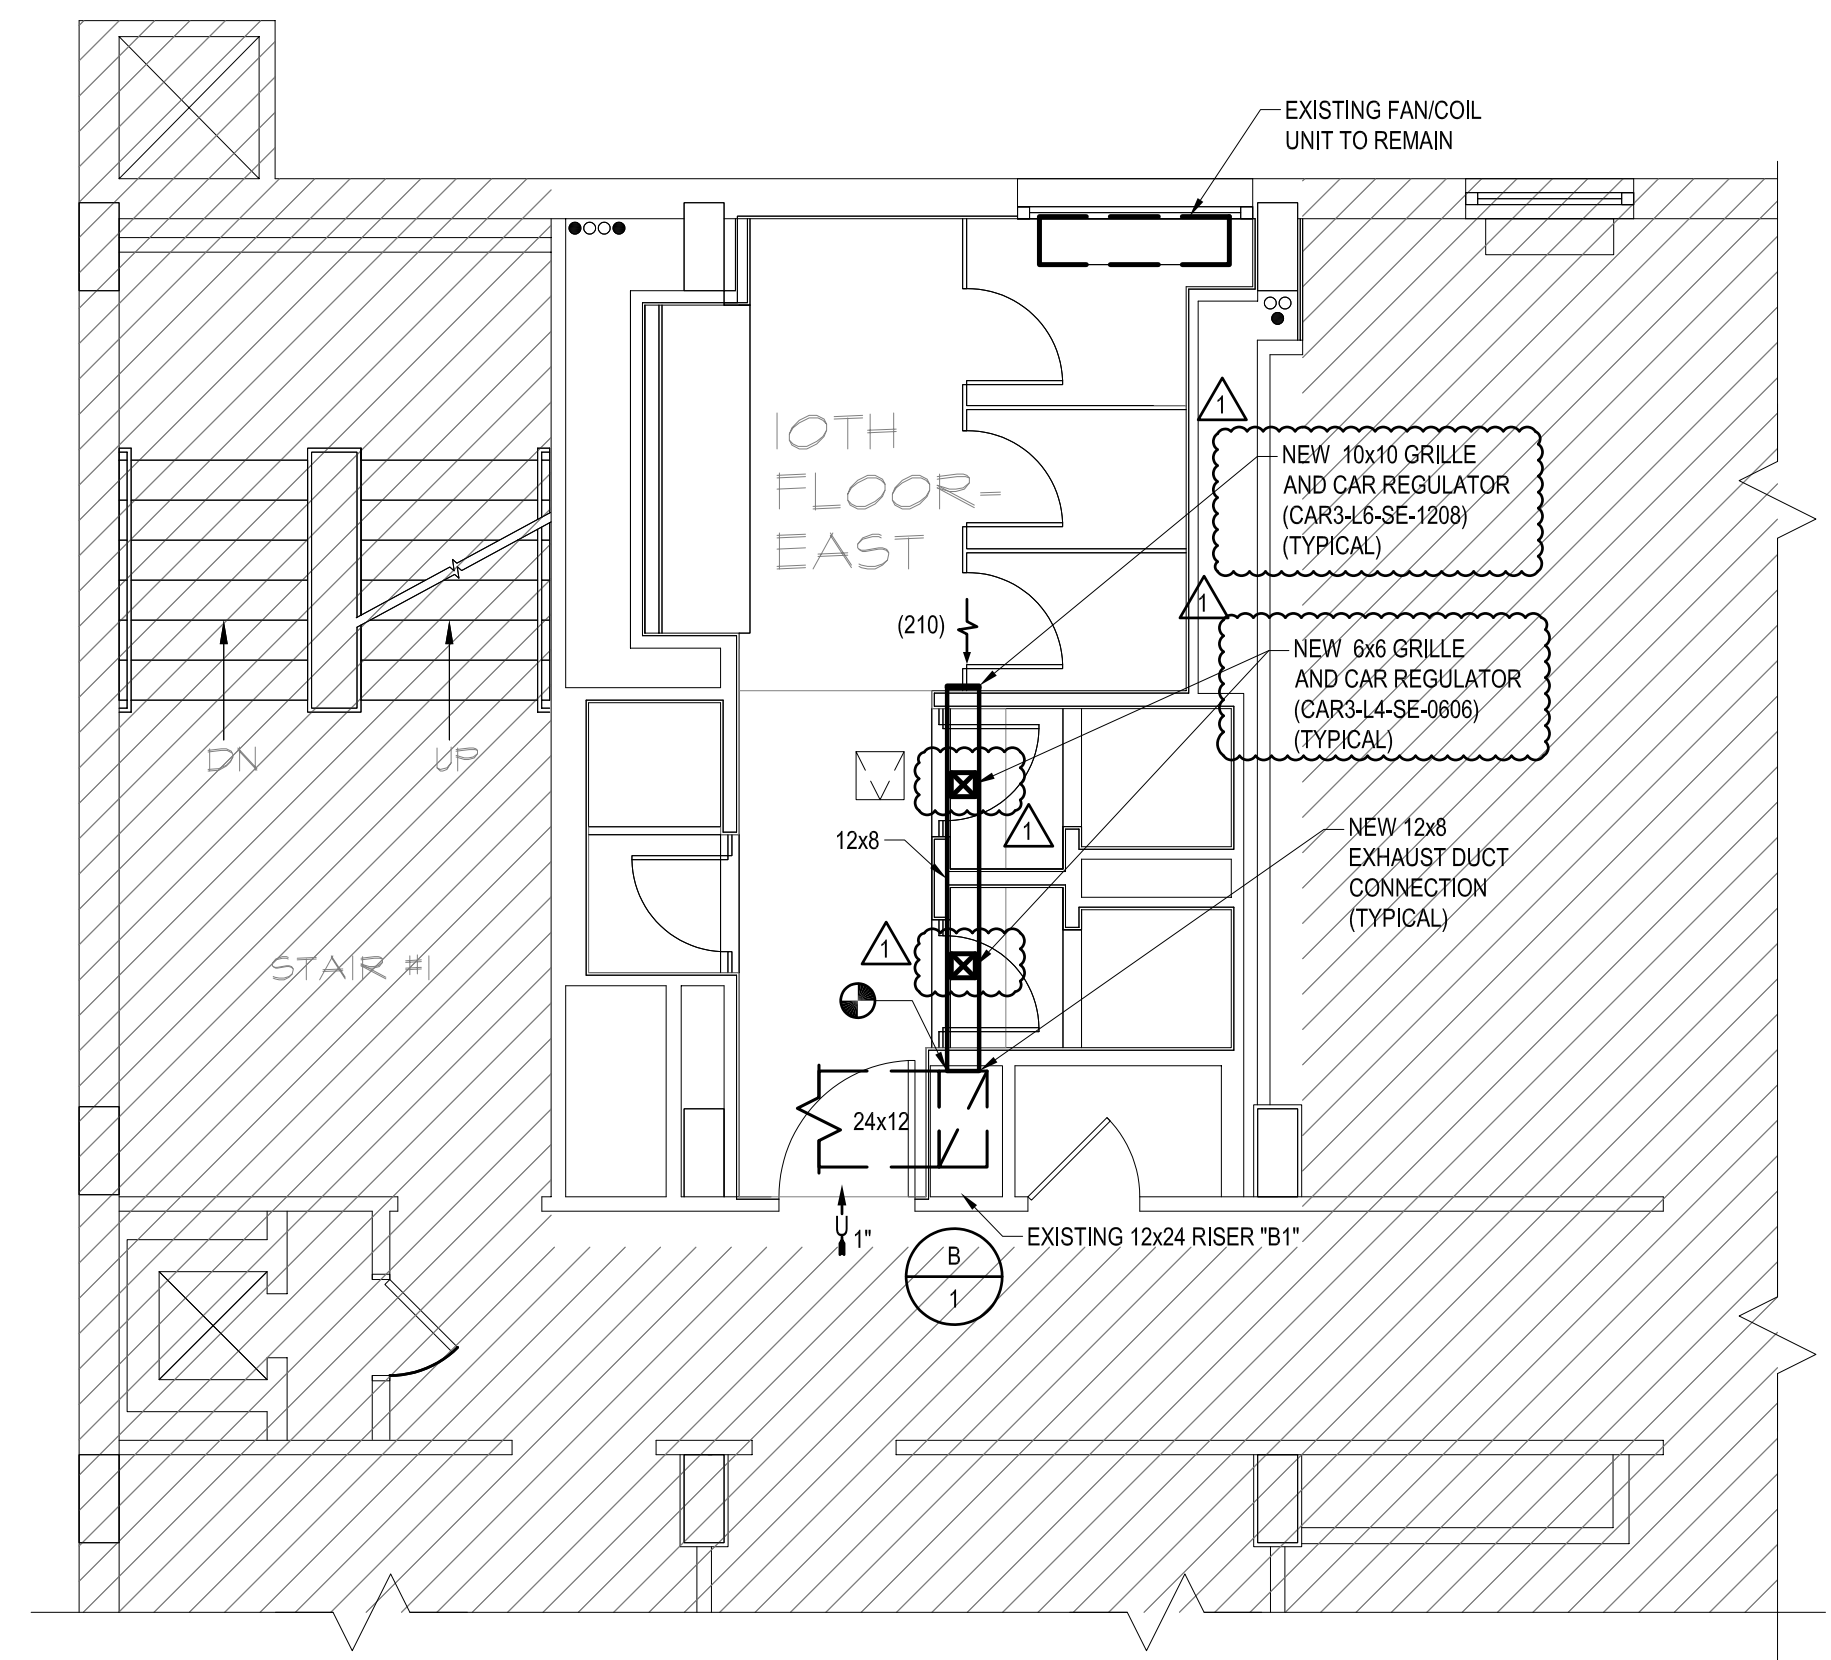 EXISTING FAN/COIL
UNIT TO REMAIN
1
NEW 10x10 GRILLE
AND CAR REGULATOR
(CAR3-L6-SE-1208)
(TYPICAL)
10TH
FLOOR-
EAST
1
(210)
NEW 6x6 GRILLE
AND CAR REGULATOR
(CAR3-L4-SE-0606)
(TYPICAL)
DN
UP
12x8
1
NEW 12x8
EXHAUST DUCT
CONNECTION
(TYPICAL)
1
STAIR #1
24x12
U 1"
EXISTING 12x24 RISER "B1"
B
1